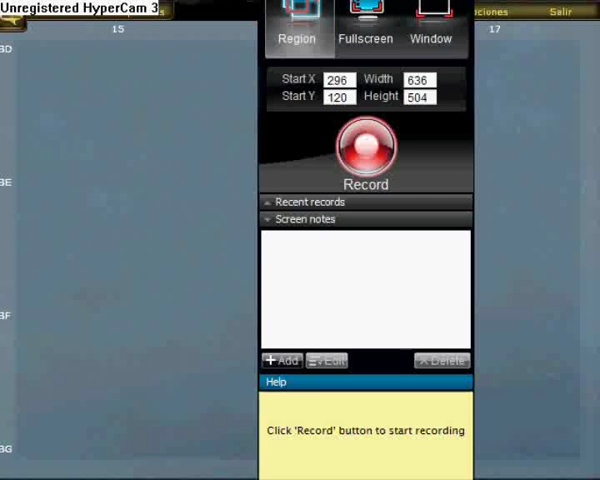 Unregistered HyperCam 3
Salir
15
17
BD
BE
BF
BG
Region
Fullscreen
Window
Start X 296 Width 636
Start Y 120 Height 504
Record
Recent records
Screen notes
+ Add
Edit
× Delete
Help
Click 'Record' button to start recording